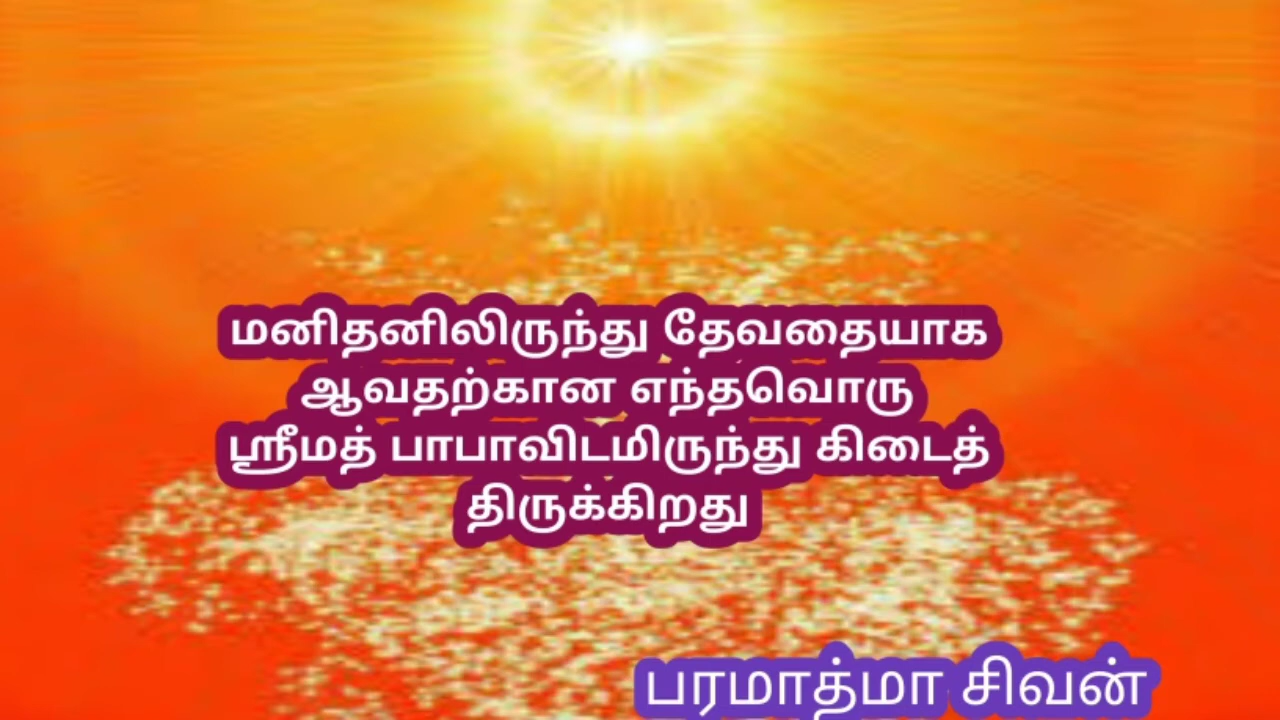 மனிதனிலிருந்து தேவதையாக
ஆவதற்கான எந்தவொரு
ஸ்ரீமத் பாபாவிடமிருந்து கிடைத்
திருக்கிறது
பரமாத்மா சிவன்